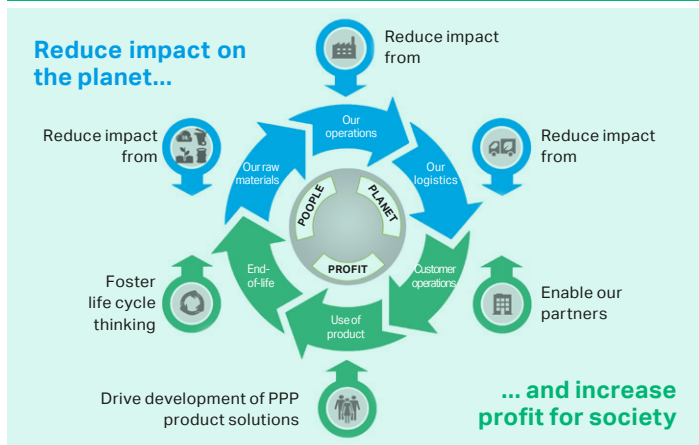 Reduce impact on
the planet...
Reduce impact
from
Reduce impact
from
Reduce impact
from
Our
operations
Our raw
materials
Our
logistics
POOPLE
PLANET
PROFIT
End-
of-life
Customer
operations
Use of
product
Foster
life cycle
thinking
Enable our
partners
Drive development of PPP
product solutions
... and increase
profit for society